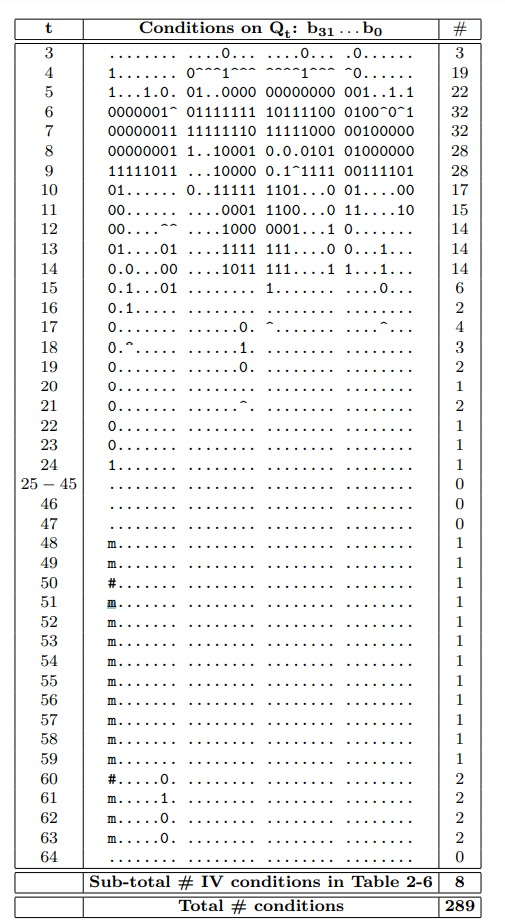 t Conditions on Qt: b31 ... b0 #
3 ........ ....0... ....0... .0...... 3
4 1....... 0^^^1^^^ ^^^^1^^^ ^0...... 19
5 1...1.0. 01..0000 00000000 001..1.1 22
6 0000001^ 01111111 10111100 0100^0^1 32
7 00000011 11111110 11111000 00100000 32
8 00000001 1..10001 0.0.0101 01000000 28
9 11111011 ...10000 0.1^1111 00111101 28
10 01...... 0..11111 1101...0 01....00 17
11 00...... ....0001 1100...0 11....10 15
12 00....^^ ....1000 0001...1 0....... 14
13 01....01 ....1111 111....0 0...1... 14
14 0.0...00 ....1011 111....1 1...1... 14
15 0.1...01 ........ 1....... ....0... 6
16 0.1..... ........ ........ ........ 2
17 0....... ......0. ^....... ....^... 4
18 0.^..... ......1. ........ ........ 3
19 0....... ......0. ........ ........ 2
20 0....... ........ ........ ........ 1
21 0....... ......^. ........ ........ 2
22 0....... ........ ........ ........ 1
23 0....... ........ ........ ........ 1
24 1....... ........ ........ ........ 1
25 – 45 ........ ........ ........ ........ 0
46 ........ ........ ........ ........ 0
47 ........ ........ ........ ........ 0
48 m....... ........ ........ ........ 1
49 m....... ........ ........ ........ 1
50 #....... ........ ........ ........ 1
51 m....... ........ ........ ........ 1
52 m....... ........ ........ ........ 1
53 m....... ........ ........ ........ 1
54 m....... ........ ........ ........ 1
55 m....... ........ ........ ........ 1
56 m....... ........ ........ ........ 1
57 m....... ........ ........ ........ 1
58 m....... ........ ........ ........ 1
59 m....... ........ ........ ........ 1
60 #.....0. ........ ........ ........ 2
61 m.....1. ........ ........ ........ 2
62 m.....0. ........ ........ ........ 2
63 m.....0. ........ ........ ........ 2
64 ........ ........ ........ ........ 0
Sub-total # IV conditions in Table 2-6 8
Total # conditions 289